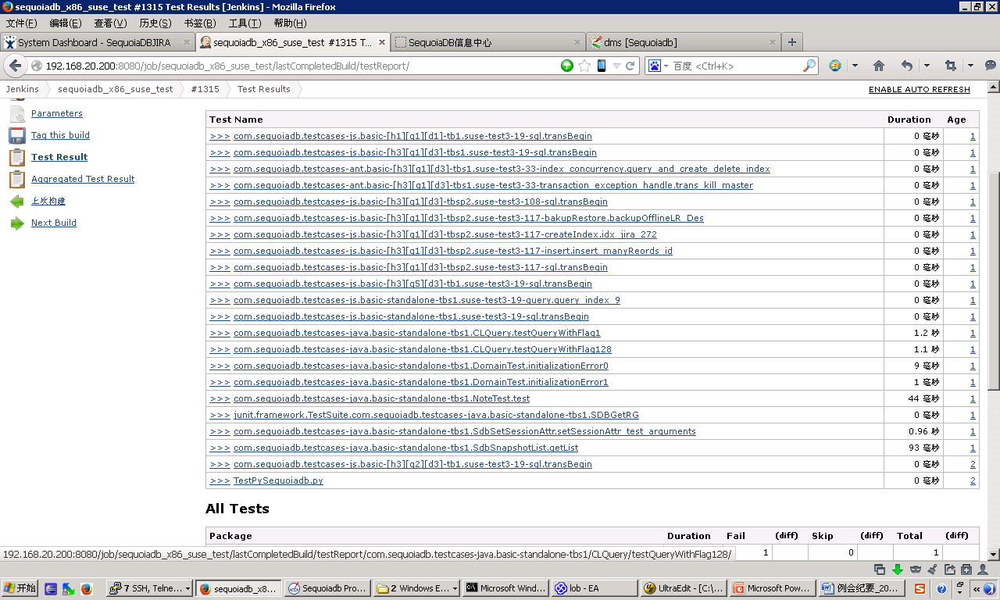 sequoiadb_x86_suse_test #1315 Test Results [Jenkins] - Mozilla Firefox
文件(F) 编辑(E) 查看(V) 历史(S) 书签(B) 工具(T) 帮助(H)
System Dashboard - SequoiaDBJIRA
sequoiadb_x86_suse_test #1315 T...
SequoiaDB信息中心
dms [Sequoiadb]
192.168.20.200:8080/job/sequoiadb_x86_suse_test/lastCompletedBuild/testReport/
百度 <Ctrl+K>
Jenkins sequoiadb_x86_suse_test #1315 Test Results ENABLE AUTO REFRESH
Parameters
Tag this build
Test Result
Aggregated Test Result
上次构建
Next Build
Test Name Duration Age
>>> com.sequoiadb.testcases-js.basic-[h1][g1][d1]-tb1.suse-test3-19-sql.transBegin 0 毫秒 1
>>> com.sequoiadb.testcases-js.basic-[h3][g1][d3]-tbs1.suse-test3-19-sql.transBegin 0 毫秒 1
>>> com.sequoiadb.testcases-ant.basic-[h3][g1][d3]-tbs1.suse-test3-33-index_concurrency.query_and_create_delete_index 0 毫秒 1
>>> com.sequoiadb.testcases-ant.basic-[h3][g1][d3]-tbs1.suse-test3-33-transaction_exception_handle.trans_kill_master 0 毫秒 1
>>> com.sequoiadb.testcases-js.basic-[h3][g1][d3]-tbsp2.suse-test3-108-sql.transBegin 0 毫秒 1
>>> com.sequoiadb.testcases-js.basic-[h3][g1][d3]-tbsp2.suse-test3-117-bakupRestore.backupOfflineLR_Des 0 毫秒 1
>>> com.sequoiadb.testcases-js.basic-[h3][g1][d3]-tbsp2.suse-test3-117-createIndex.idx_jira_272 0 毫秒 1
>>> com.sequoiadb.testcases-js.basic-[h3][g1][d3]-tbsp2.suse-test3-117-insert.insert_manyReords_id 0 毫秒 1
>>> com.sequoiadb.testcases-js.basic-[h3][g1][d3]-tbsp2.suse-test3-117-sql.transBegin 0 毫秒 1
>>> com.sequoiadb.testcases-js.basic-[h3][g5][d3]-tb1.suse-test3-19-sql.transBegin 0 毫秒 1
>>> com.sequoiadb.testcases-js.basic-standalone-tbs1.suse-test3-19-query.query_index_9 0 毫秒 1
>>> com.sequoiadb.testcases-js.basic-standalone-tbs1.suse-test3-19-sql.transBegin 0 毫秒 1
>>> com.sequoiadb.testcases-java.basic-standalone-tbs1.CLQuery.testQueryWithFlag1 1.2 秒 1
>>> com.sequoiadb.testcases-java.basic-standalone-tbs1.CLQuery.testQueryWithFlag128 1.1 秒 1
>>> com.sequoiadb.testcases-java.basic-standalone-tbs1.DomainTest.initializationError0 9 毫秒 1
>>> com.sequoiadb.testcases-java.basic-standalone-tbs1.DomainTest.initializationError1 1 毫秒 1
>>> com.sequoiadb.testcases-java.basic-standalone-tbs1.NoteTest.test 44 毫秒 1
>>> junit.framework.TestSuite.com.sequoiadb.testcases-java.basic-standalone-tbs1.SDBGetRG 0 毫秒 1
>>> com.sequoiadb.testcases-java.basic-standalone-tbs1.SdbSetSessionAttr.setSessionAttr_test_arguments 0.96 秒 1
>>> com.sequoiadb.testcases-java.basic-standalone-tbs1.SdbSnapshotList.getList 93 毫秒 1
>>> com.sequoiadb.testcases-js.basic-[h3][g2][d3]-tb1.suse-test3-19-sql.transBegin 0 毫秒 2
>>> TestPySequoiadb.py 0 毫秒 2
All Tests
Package Duration Fail (diff) Skip (diff) Total (diff)
192.168.20.200:8080/job/sequoiadb_x86_suse_test/lastCompletedBuild/testReport/com.sequoiadb.testcases-java.basic-standalone-tbs1/CLQuery/testQueryWithFlag128/ 1 0 1
开始 7 SSH, Telne... sequoiadb_x8... Sequoiadb Pro... 2 Windows E... Microsoft Wind... lob - EA UltraEdit - [C:\... Microsoft Pow... 例会纪要_20... 13:31